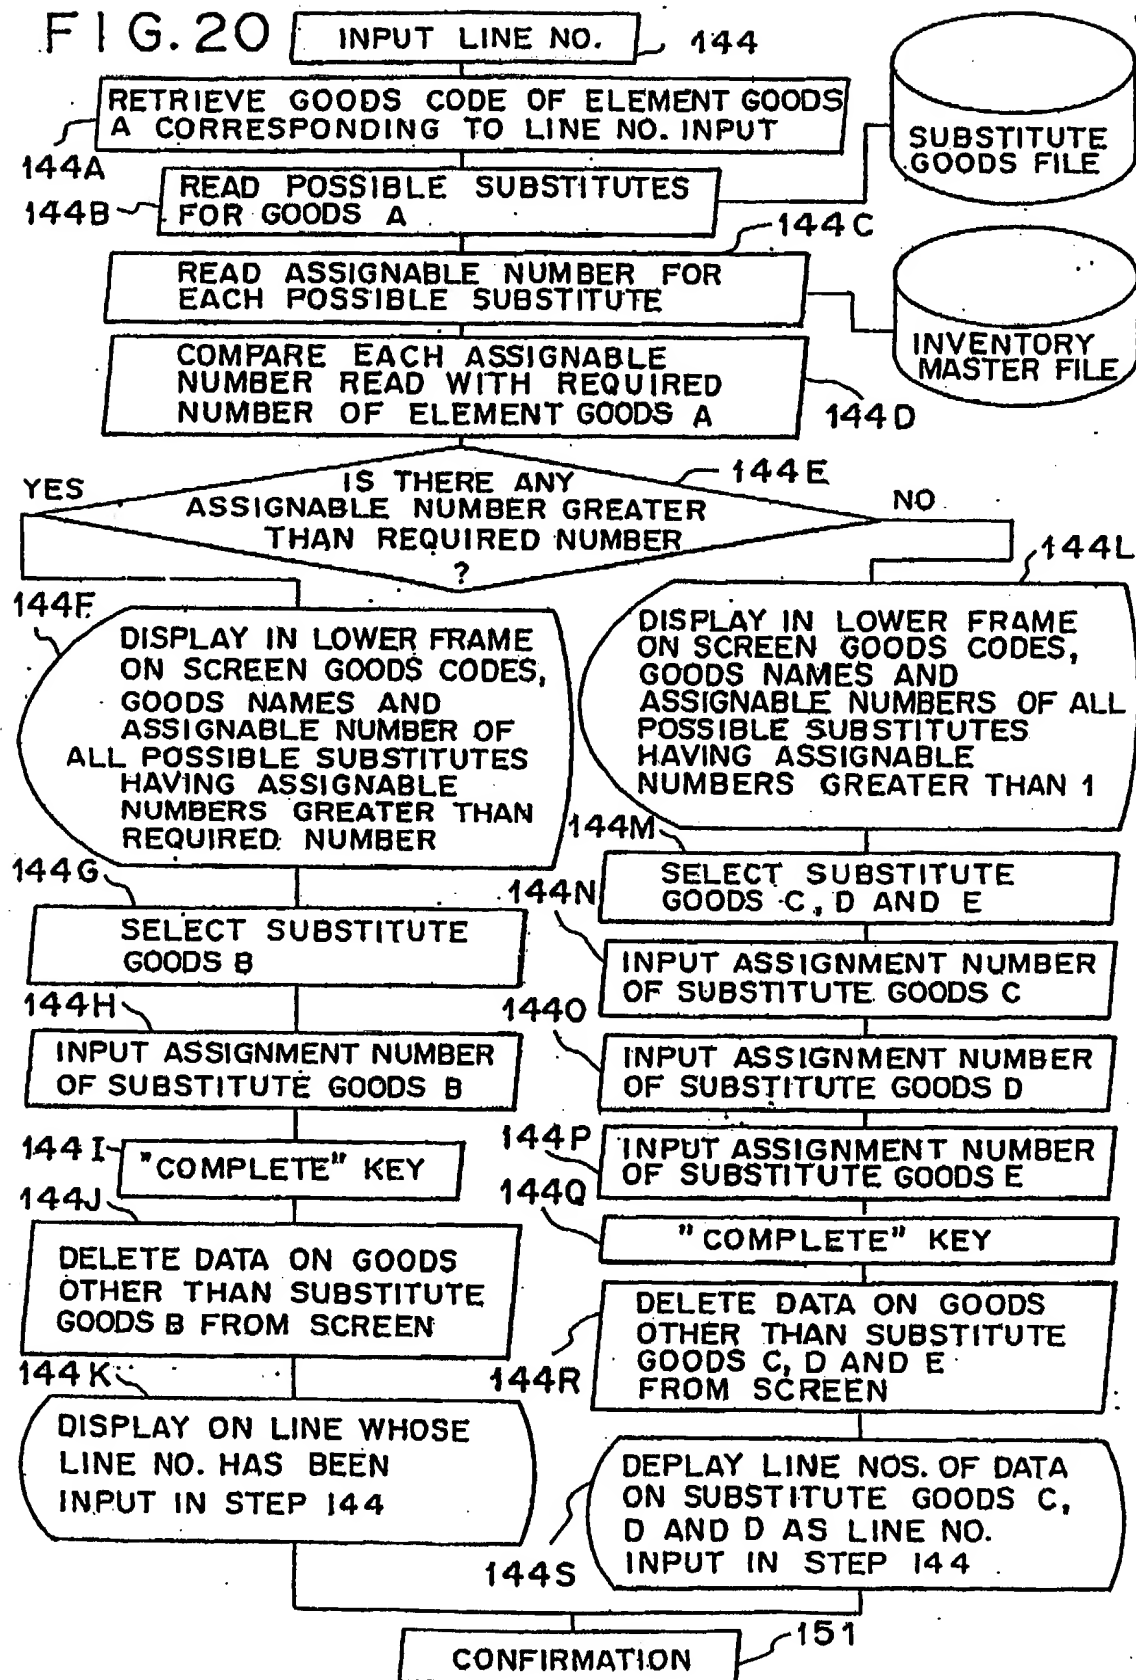 FIG.20
INPUT LINE NO.
144
RETRIEVE GOODS CODE OF ELEMENT GOODS
A CORRESPONDING TO LINE NO. INPUT
144A
SUBSTITUTE
GOODS FILE
READ POSSIBLE SUBSTITUTES
FOR GOODS A
144B
144C
READ ASSIGNABLE NUMBER FOR
EACH POSSIBLE SUBSTITUTE
INVENTORY
MASTER FILE
COMPARE EACH ASSIGNABLE
NUMBER READ WITH REQUIRED
NUMBER OF ELEMENT GOODS A
144D
144E
IS THERE ANY
ASSIGNABLE NUMBER GREATER
THAN REQUIRED NUMBER
?
YES
NO
144F
DISPLAY IN LOWER FRAME
ON SCREEN GOODS CODES,
GOODS NAMES AND
ASSIGNABLE NUMBER OF
ALL POSSIBLE SUBSTITUTES
HAVING ASSIGNABLE
NUMBERS GREATER THAN
REQUIRED NUMBER
144G
SELECT SUBSTITUTE
GOODS B
144H
INPUT ASSIGNMENT NUMBER
OF SUBSTITUTE GOODS B
144I
"COMPLETE" KEY
144J
DELETE DATA ON GOODS
OTHER THAN SUBSTITUTE
GOODS B FROM SCREEN
144K
DISPLAY ON LINE WHOSE
LINE NO. HAS BEEN
INPUT IN STEP 144
144L
DISPLAY IN LOWER FRAME
ON SCREEN GOODS CODES,
GOODS NAMES AND
ASSIGNABLE NUMBERS OF ALL
POSSIBLE SUBSTITUTES
HAVING ASSIGNABLE
NUMBERS GREATER THAN 1
144M
SELECT SUBSTITUTE
GOODS C, D AND E
144N
INPUT ASSIGNMENT NUMBER
OF SUBSTITUTE GOODS C
144O
INPUT ASSIGNMENT NUMBER
OF SUBSTITUTE GOODS D
144P
INPUT ASSIGNMENT NUMBER
OF SUBSTITUTE GOODS E
144Q
"COMPLETE" KEY
144R
DELETE DATA ON GOODS
OTHER THAN SUBSTITUTE
GOODS C, D AND E
FROM SCREEN
144S
DEPLAY LINE NOS. OF DATA
ON SUBSTITUTE GOODS C,
D AND D AS LINE NO.
INPUT IN STEP 144
151
CONFIRMATION